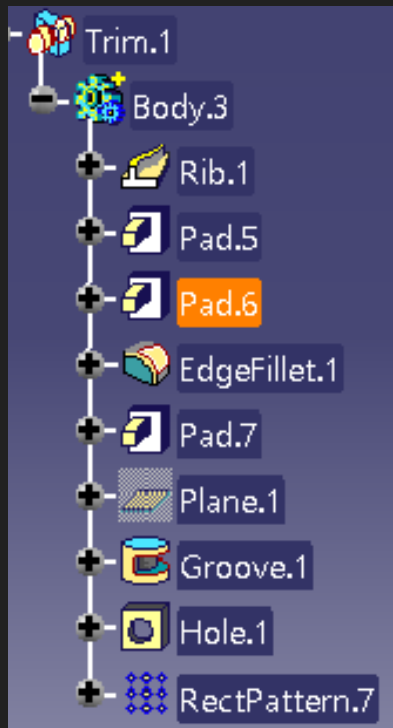 Trim.1
Body.3
Rib.1
Pad.5
Pad.6
EdgeFillet.1
Pad.7
Plane.1
Groove.1
Hole.1
RectPattern.7